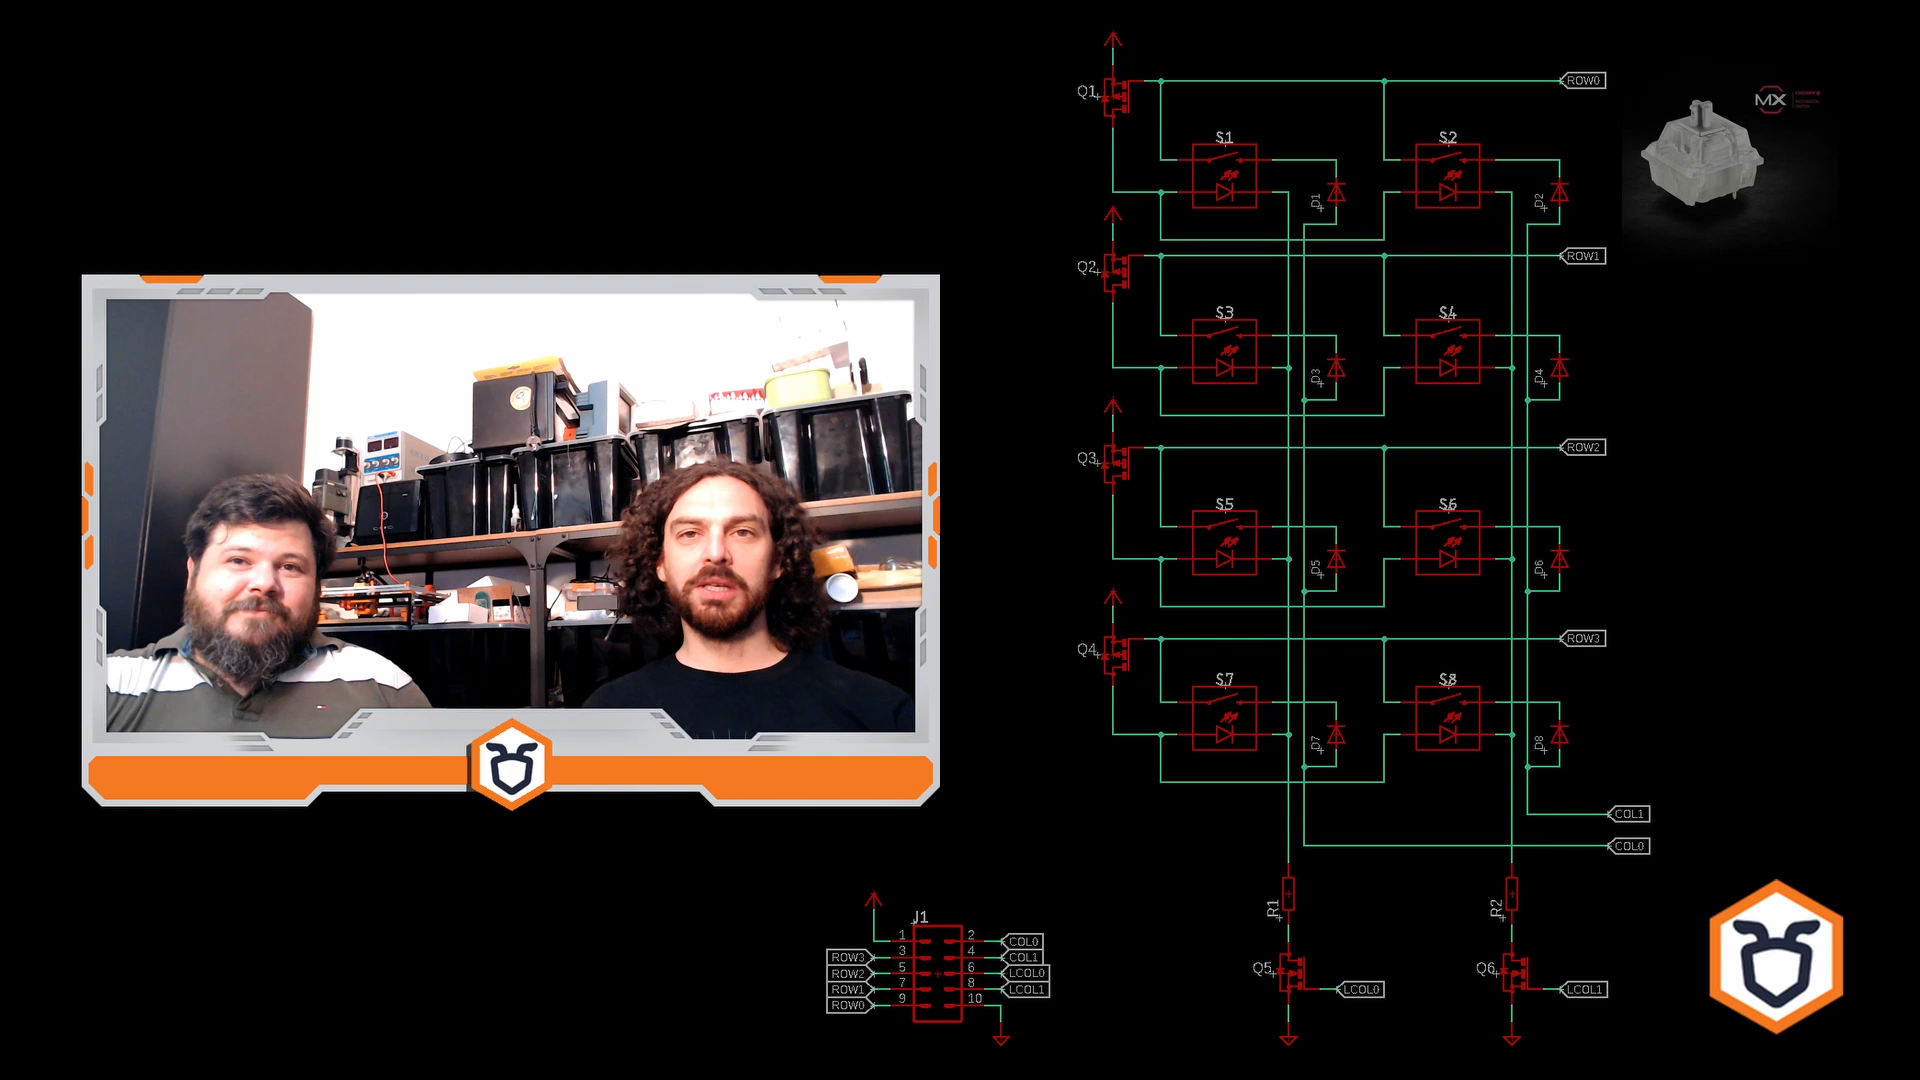 Q1
ROW0
MX
S1
S2
D1
D2
Q2
ROW1
S3
S4
D3
D4
Q3
ROW2
S5
S6
D5
D6
Q4
ROW3
S7
S8
D7
D8
COL1
COL0
R1
R2
Q5
LCOL0
Q6
LCOL1
J1
1 2 COL0
ROW3 3 4 COL1
ROW2 5 6 LCOL0
ROW1 7 8 LCOL1
ROW0 9 10